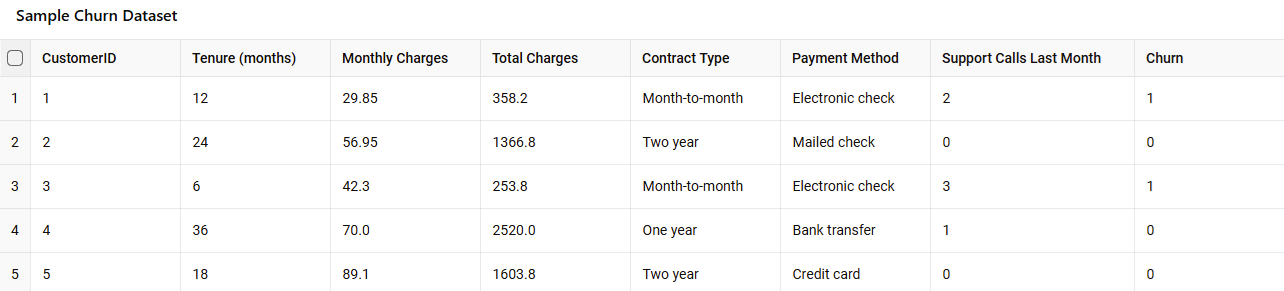 Sample Churn Dataset
CustomerID Tenure (months) Monthly Charges Total Charges Contract Type Payment Method Support Calls Last Month Churn
1 1 12 29.85 358.2 Month-to-month Electronic check 2 1
2 2 24 56.95 1366.8 Two year Mailed check 0 0
3 3 6 42.3 253.8 Month-to-month Electronic check 3 1
4 4 36 70.0 2520.0 One year Bank transfer 1 0
5 5 18 89.1 1603.8 Two year Credit card 0 0